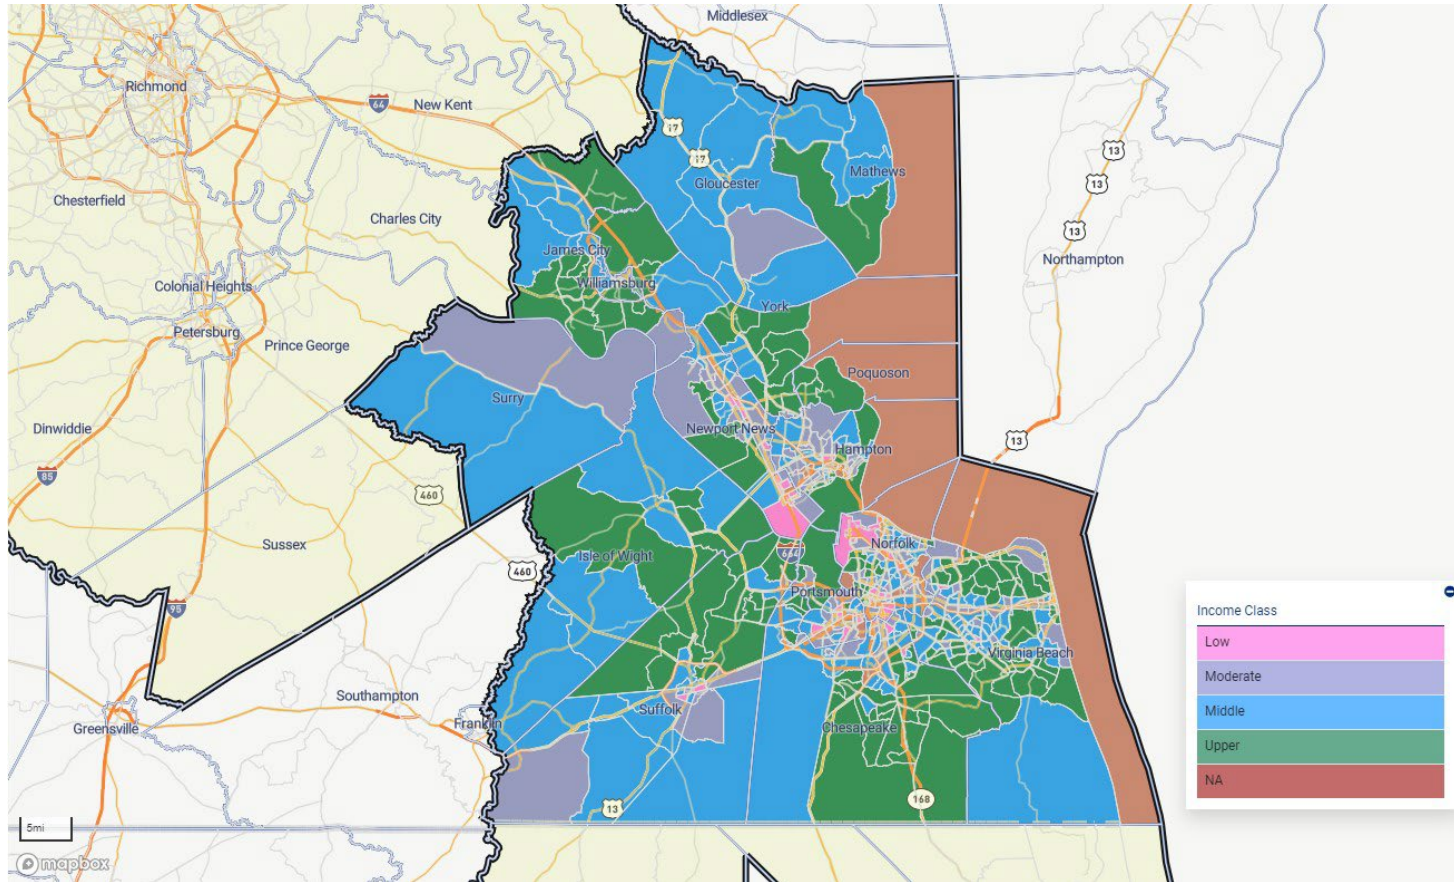 Middlesex
Richmond
New Kent
64
17
17
13
13
13
Gloucester
Mathews
Chesterfield
Charles City
James City
Northampton
Colonial Heights
Williamsburg
York
Petersburg
Prince George
Poquoson
Surry
Dinwiddie
Newport News
Hampton
13
85
460
Sussex
Norfolk
Isle of Wight
664
460
Portsmouth
95
Virginia Beach
Southampton
Suffolk
Franklin
Greensville
Chesapeake
13
168
5mi
mapbox
Income Class
Low
Moderate
Middle
Upper
NA